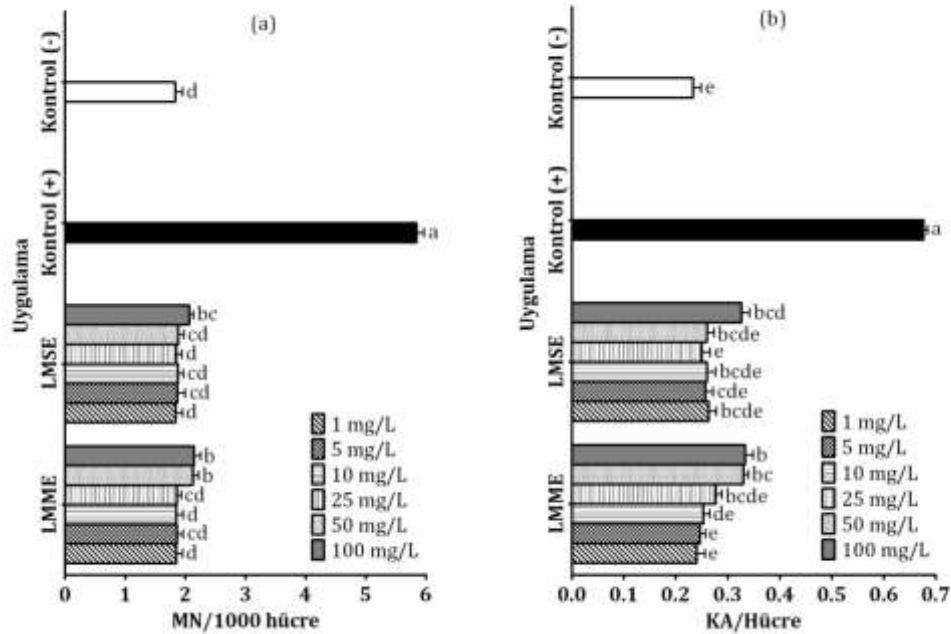 (a)
Uygulama
Kontrol (-)
d
Kontrol (+)
a
LMSE
bc
cd
d
cd
cd
d
LMME
b
b
cd
d
cd
d
1 mg/L
5 mg/L
10 mg/L
25 mg/L
50 mg/L
100 mg/L
0 1 2 3 4 5 6
MN/1000 hücre
(b)
Kontrol (-)
e
Kontrol (+)
a
LMSE
bcd
bcde
e
bcde
cde
bcde
LMME
b
bc
bcde
de
e
e
1 mg/L
5 mg/L
10 mg/L
25 mg/L
50 mg/L
100 mg/L
0.0 0.1 0.2 0.3 0.4 0.5 0.6 0.7
KA/Hücre